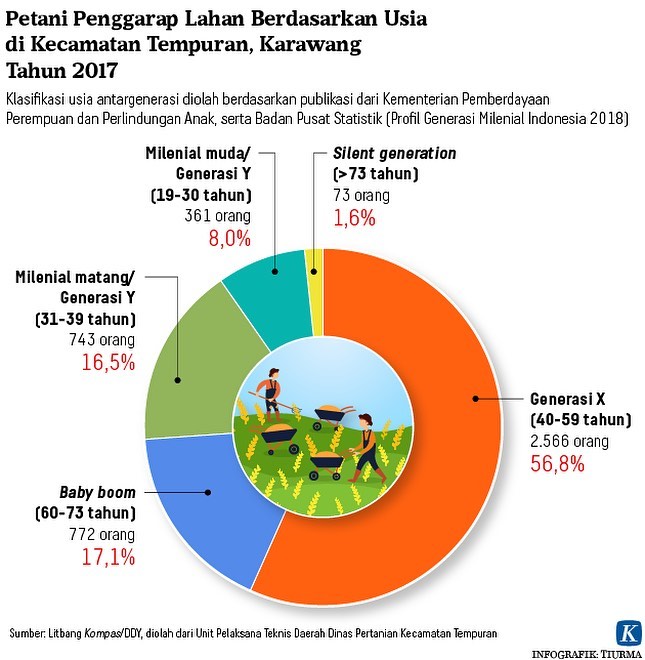 Petani Penggarap Lahan Berdasarkan Usia
di Kecamatan Tempuran, Karawang
Tahun 2017
Klasifikasi usia antargenerasi diolah berdasarkan publikasi dari Kementerian Pemberdayaan
Perempuan dan Perlindungan Anak, serta Badan Pusat Statistik (Profil Generasi Milenial Indonesia 2018)
Milenial muda/
Generasi Y
(19-30 tahun)
361 orang
8,0%
Silent generation
(>73 tahun)
73 orang
1,6%
Milenial matang/
Generasi Y
(31-39 tahun)
743 orang
16,5%
Generasi X
(40-59 tahun)
2.566 orang
56,8%
Baby boom
(60-73 tahun)
772 orang
17,1%
Sumber: Litbang Kompas/DDY, diolah dari Unit Pelaksana Teknis Daerah Dinas Pertanian Kecamatan Tempuran
K
INFOGRAFIK: TIURMA